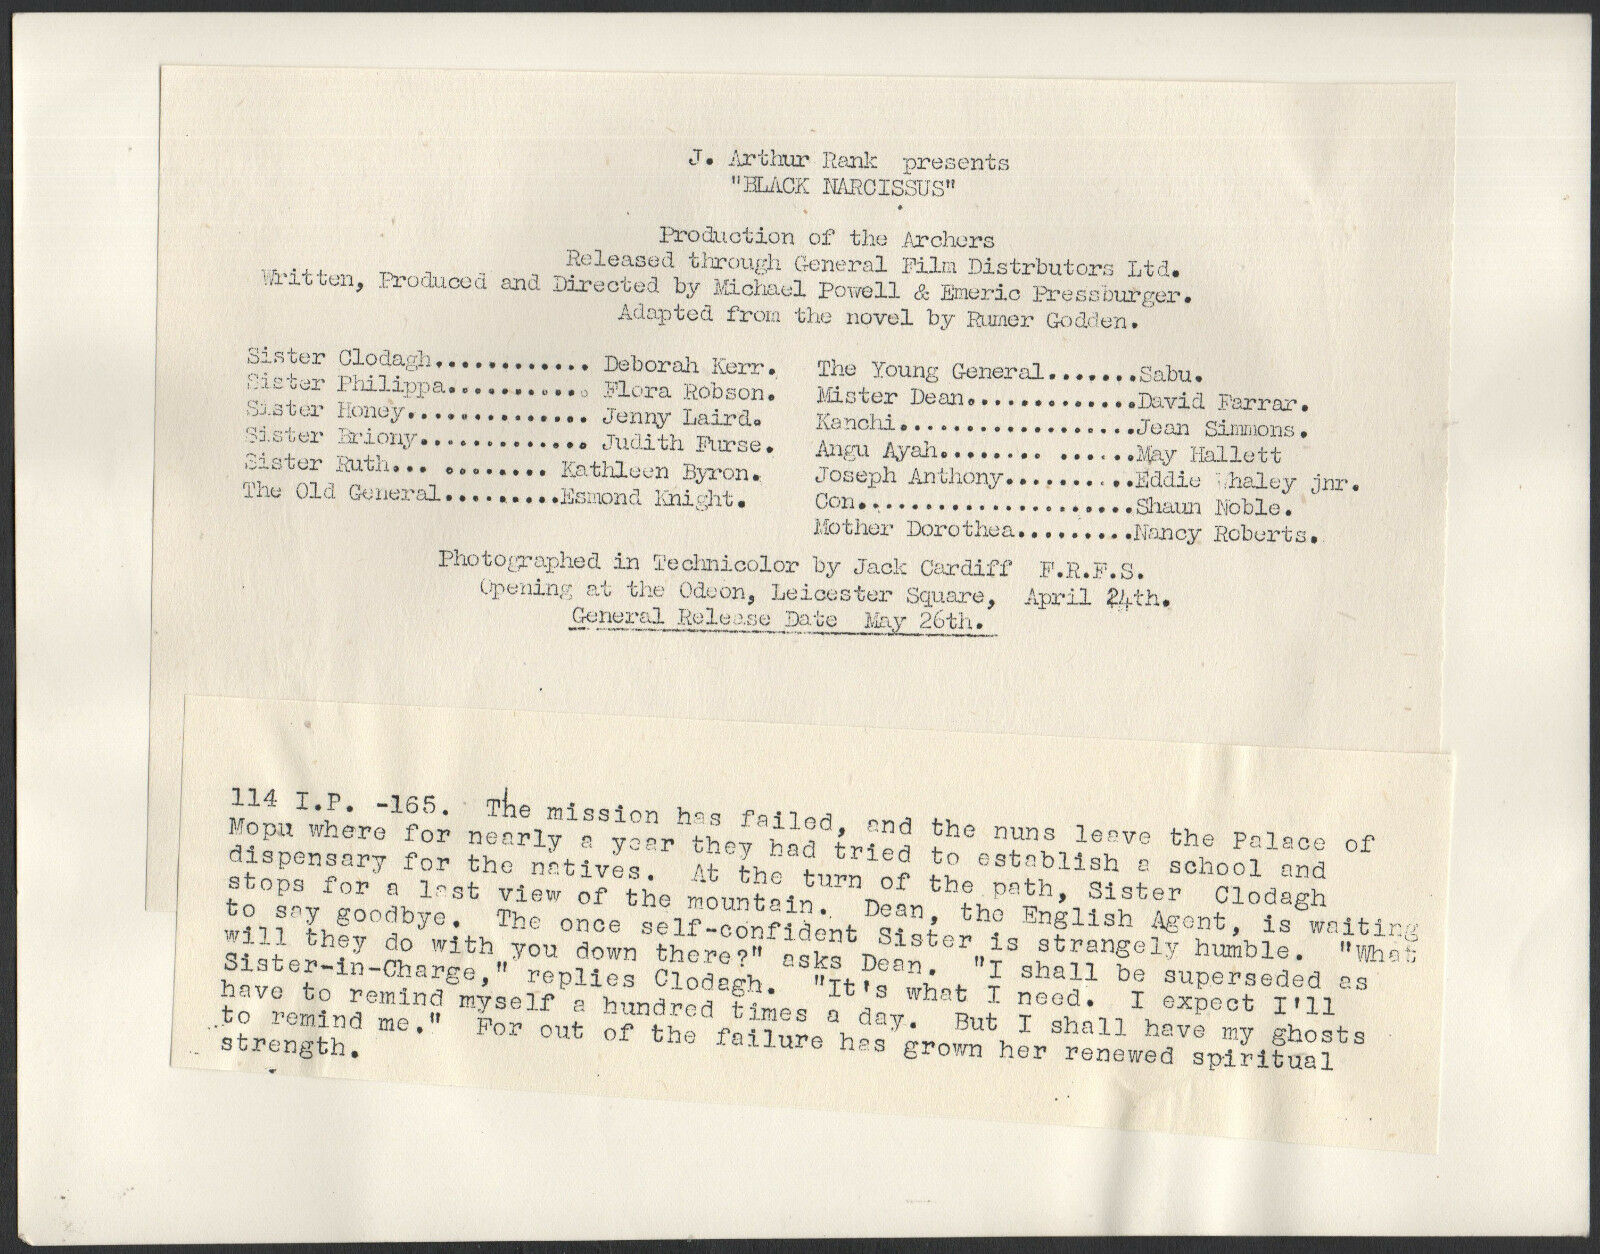 J. Arthur Rank presents
"BLACK NARCISSUS"
Production of the Archers
Released through General Film Distrbutors Ltd.
Written, Produced and Directed by Michael Powell & Emeric Pressburger.
Adapted from the novel by Rumer Godden.
Sister Clodagh............ Deborah Kerr.
Sister Philippa........... Flora Robson.
Sister Honey.............. Jenny Laird.
Sister Briony............. Judith Furse.
Sister Ruth... ........ Kathleen Byron.
The Old General.........Esmond Knight.
The Young General.......Sabu.
Mister Dean.............David Farrar.
Kanchi..................Jean Simmons.
Angu Ayah........ ......May Hallett
Joseph Anthony..........Eddie Whaley jnr.
Con.....................Shaun Noble.
Mother Dorothea.........Nancy Roberts.
Photographed in Technicolor by Jack Cardiff F.R.F.S.
Opening at the Odeon, Leicester Square, April 24th.
General Release Date May 26th.
114 I.P. -165. The mission has failed, and the nuns leave the Palace of
Mopu where for nearly a year they had tried to establish a school and
dispensary for the natives. At the turn of the path, Sister Clodagh
stops for a last view of the mountain. Dean, the English Agent, is waiting
to say goodbye. The once self-confident Sister is strangely humble. "What
will they do with you down there?" asks Dean. "I shall be superseded as
Sister-in-Charge," replies Clodagh. "It's what I need. I expect I'll
have to remind myself a hundred times a day. But I shall have my ghosts
to remind me." For out of the failure has grown her renewed spiritual
strength.